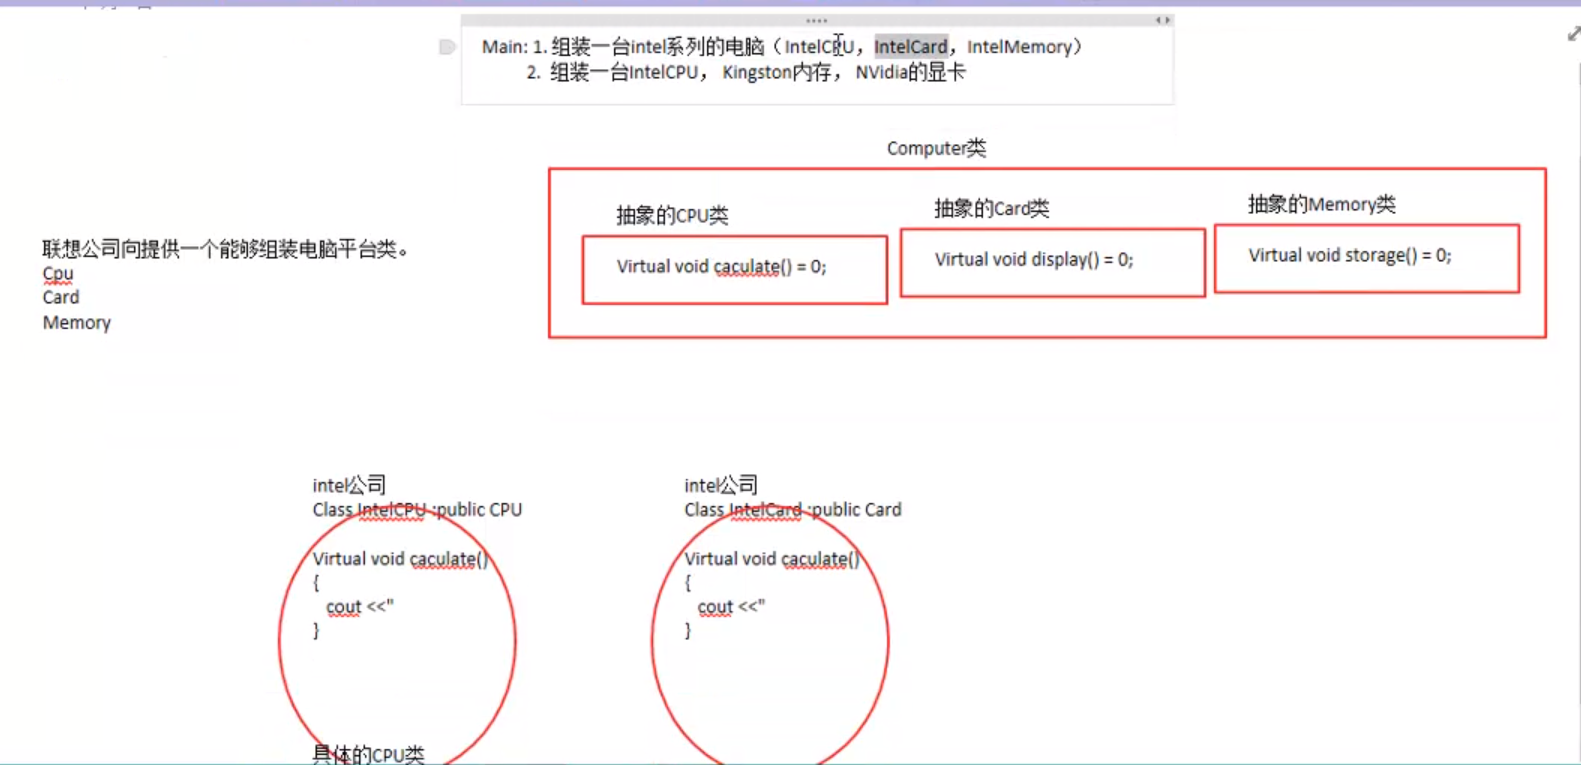 Main: 1. 组装一台intel系列的电脑（IntelCPU，IntelCard，IntelMemory）
2. 组装一台IntelCPU， Kingston内存， NVidia的显卡
Computer类
抽象的CPU类
Virtual void caculate() = 0;
抽象的Card类
Virtual void display() = 0;
抽象的Memory类
Virtual void storage() = 0;
联想公司向提供一个能够组装电脑平台类。
Cpu
Card
Memory
intel公司
Class IntelCPU :public CPU
Virtual void caculate()
{
cout <<"
}
具体的CPU类
intel公司
Class IntelCard :public Card
Virtual void caculate()
{
cout <<"
}